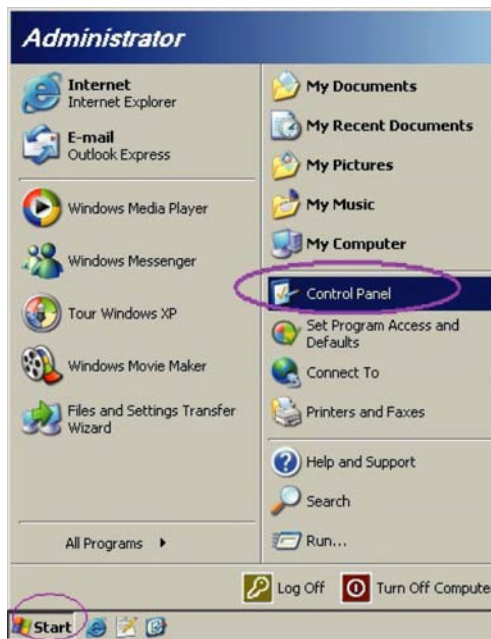 Administrator
Internet
Internet Explorer
E-mail
Outlook Express
Windows Media Player
Windows Messenger
Tour Windows XP
Windows Movie Maker
Files and Settings Transfer
Wizard
All Programs
My Documents
My Recent Documents
My Pictures
My Music
My Computer
Control Panel
Set Program Access and
Defaults
Connect To
Printers and Faxes
Help and Support
Search
Run...
Log Off
Turn Off Compute
Start